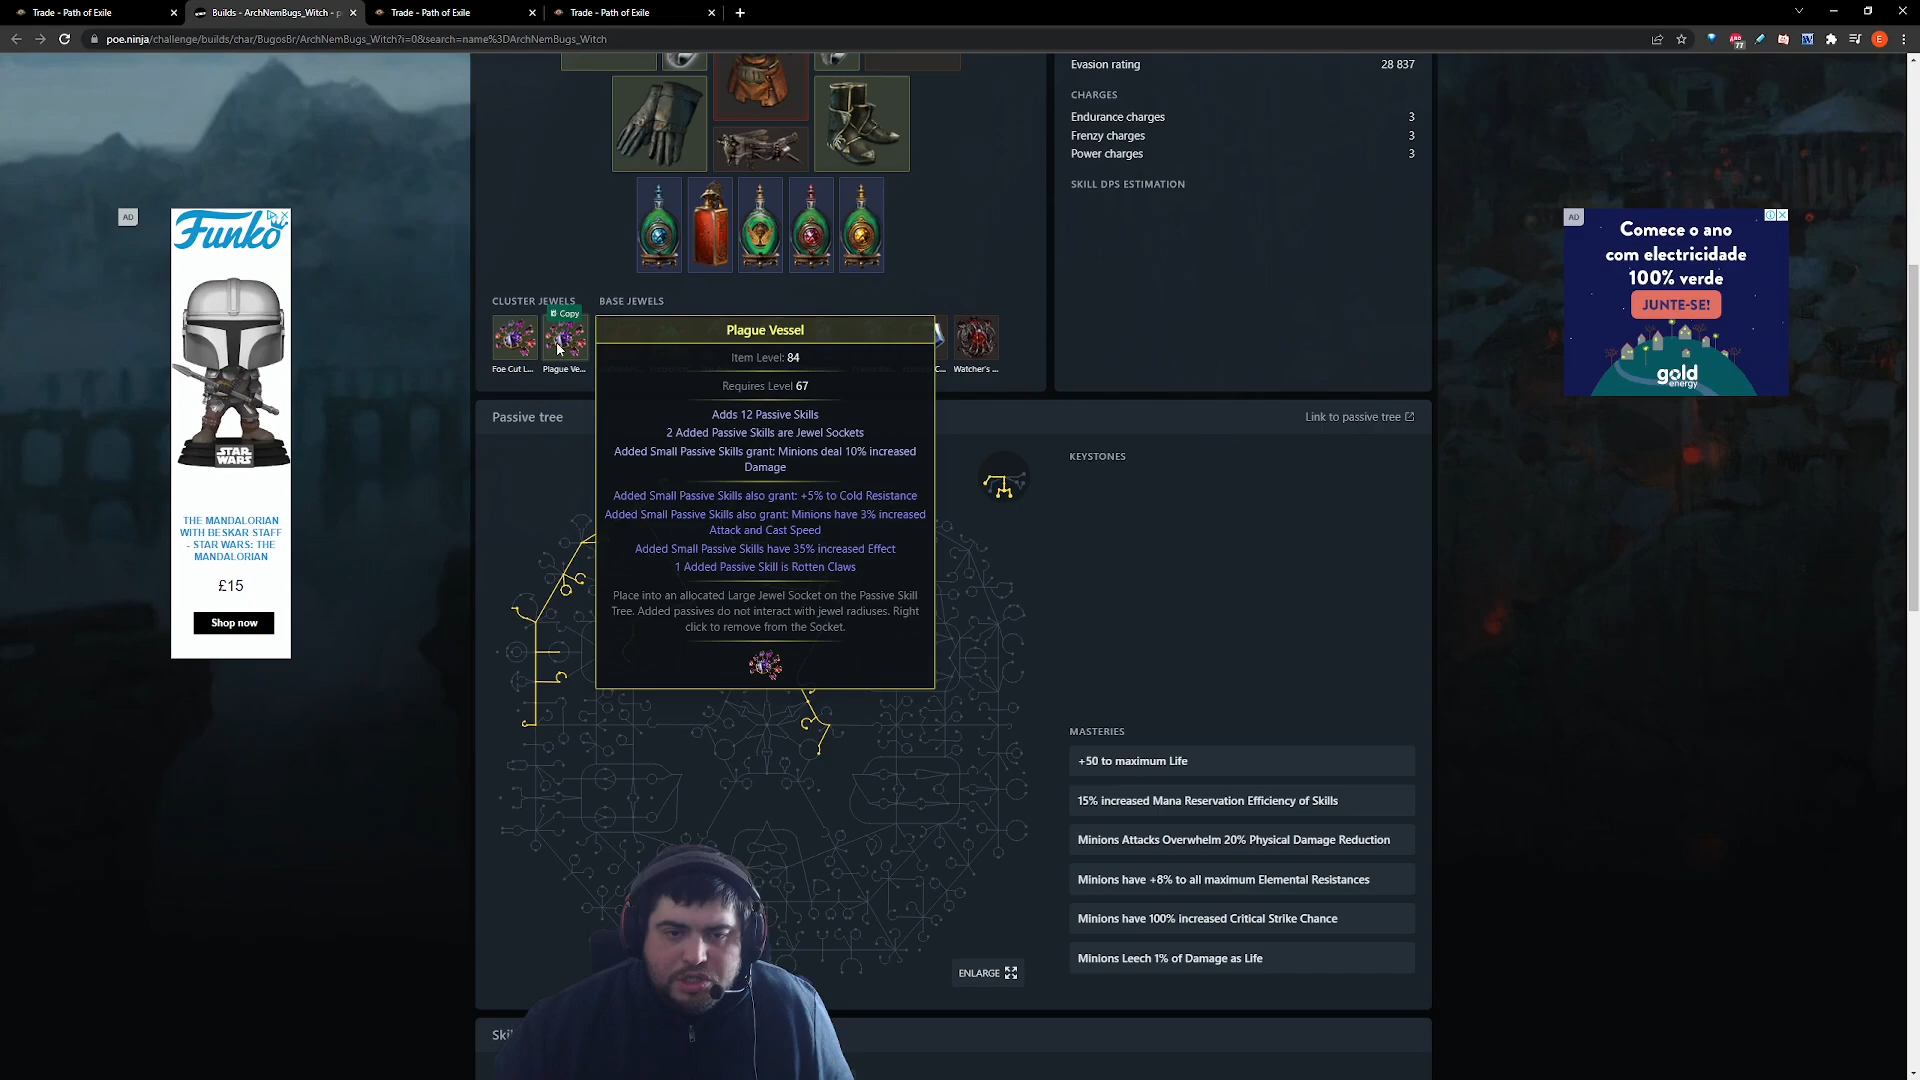 Trade - Path of Exile
Builds - ArchNemBugs_Witch - p
Trade - Path of Exile
Trade - Path of Exile
poe.ninja/challenge/builds/char/BugosBr/ArchNemBugs_Witch?i=0&search=name%3DArchNemBugs_Witch
77
E
Evasion rating 28 837
CHARGES
Endurance charges 3
Frenzy charges 3
Power charges 3
SKILL DPS ESTIMATION
AD
Funko
STAR WARS
THE MANDALORIAN
WITH BESKAR STAFF
- STAR WARS: THE
MANDALORIAN
£15
Shop now
AD
Comece o ano
com electricidade
100% verde
JUNTE-SE!
gold
energy
CLUSTER JEWELS BASE JEWELS
Copy
Foe Cut L...
Plague Ve...
Watcher's ...
Plague Vessel
Item Level: 84
Requires Level 67
Adds 12 Passive Skills
2 Added Passive Skills are Jewel Sockets
Added Small Passive Skills grant: Minions deal 10% increased
Damage
Added Small Passive Skills also grant: +5% to Cold Resistance
Added Small Passive Skills also grant: Minions have 3% increased
Attack and Cast Speed
Added Small Passive Skills have 35% increased Effect
1 Added Passive Skill is Rotten Claws
Place into an allocated Large Jewel Socket on the Passive Skill
Tree. Added passives do not interact with jewel radiuses. Right
click to remove from the Socket.
Passive tree
Link to passive tree
KEYSTONES
MASTERIES
+50 to maximum Life
15% increased Mana Reservation Efficiency of Skills
Minions Attacks Overwhelm 20% Physical Damage Reduction
Minions have +8% to all maximum Elemental Resistances
Minions have 100% increased Critical Strike Chance
Minions Leech 1% of Damage as Life
ENLARGE
Ski